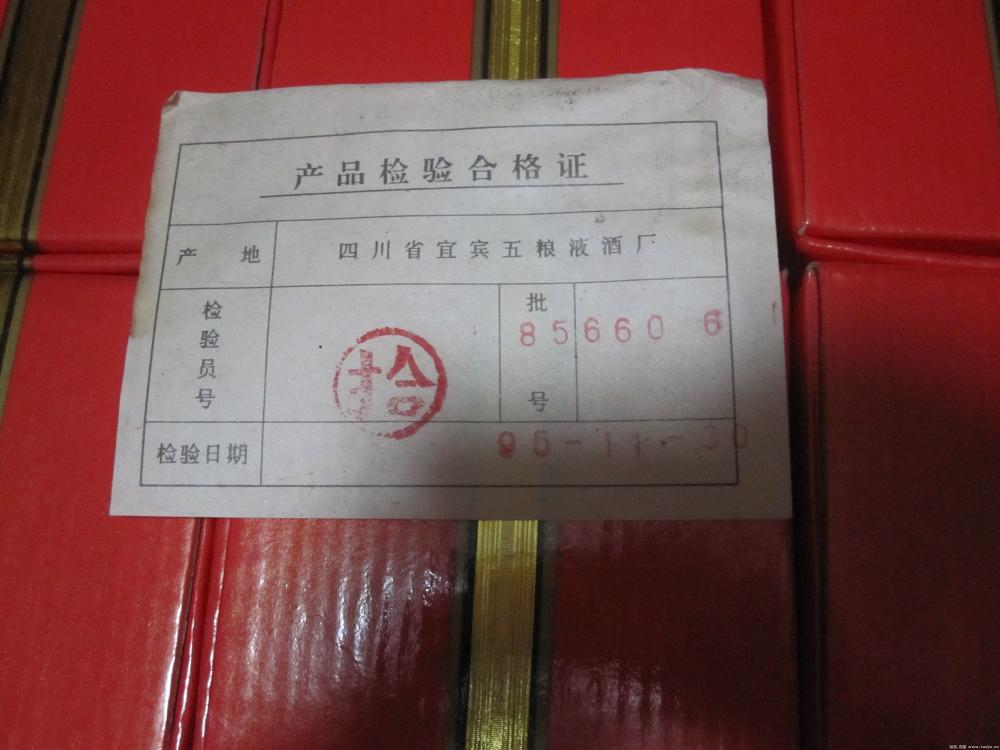 产品检验合格证
产 地 四川省宜宾五粮液酒厂
检验员号 拾 批号 85660 6
检验日期 95-11-30